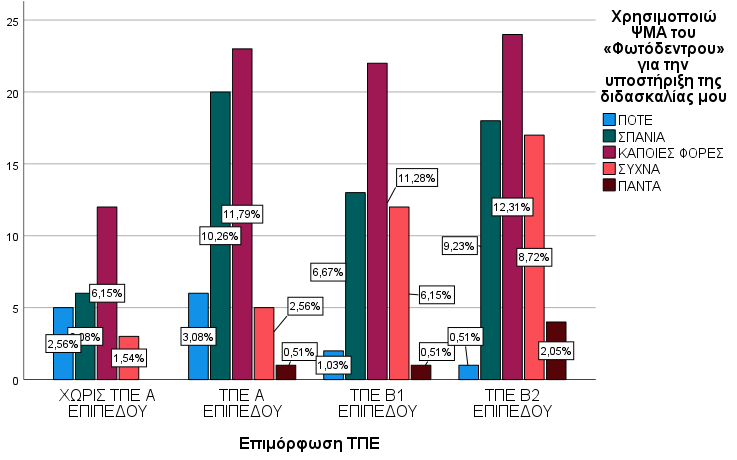 25
20
15
10
5
0
2,56%
3,08%
6,15%
1,54%
3,08%
10,26%
11,79%
2,56%
0,51%
1,03%
6,67%
11,28%
6,15%
0,51%
0,51%
9,23%
12,31%
8,72%
2,05%
ΧΩΡΙΣ ΤΠΕ Α
ΕΠΙΠΕΔΟΥ
ΤΠΕ Α
ΕΠΙΠΕΔΟΥ
ΤΠΕ Β1
ΕΠΙΠΕΔΟΥ
ΤΠΕ Β2
ΕΠΙΠΕΔΟΥ
Επιμόρφωση ΤΠΕ
Χρησιμοποιώ
ΨΜΑ του
«Φωτόδεντρου»
για την
υποστήριξη της
διδασκαλίας μου
ΠΟΤΕ
ΣΠΑΝΙΑ
ΚΑΠΟΙΕΣ ΦΟΡΕΣ
ΣΥΧΝΑ
ΠΑΝΤΑ